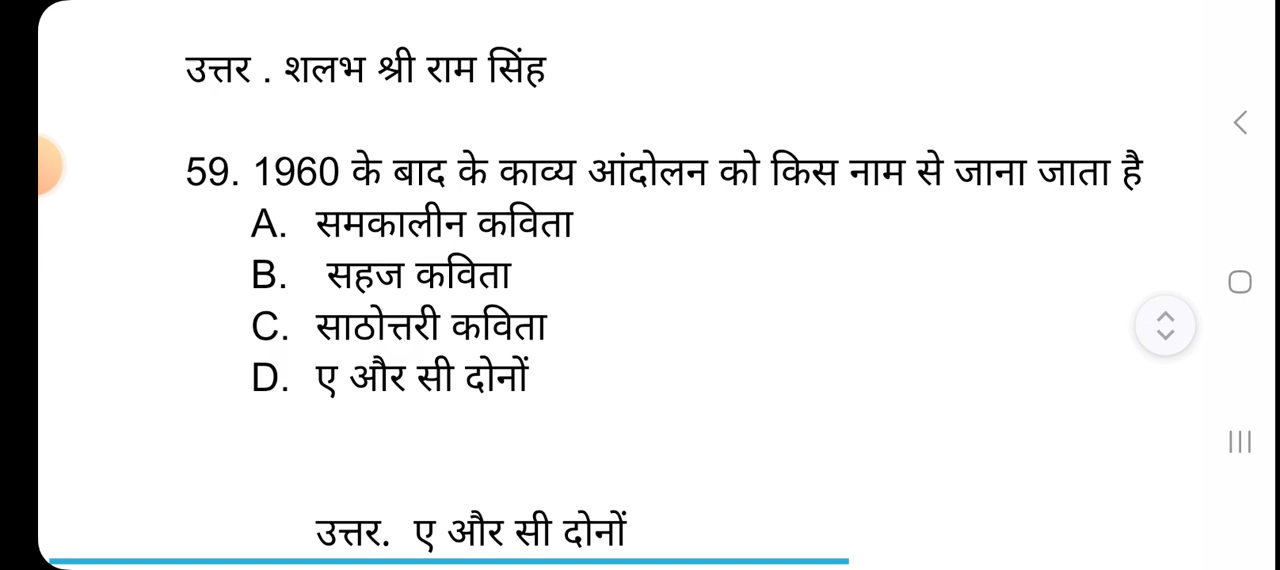 उत्तर . शलभ श्री राम सिंह
59. 1960 के बाद के काव्य आंदोलन को किस नाम से जाना जाता है
A. समकालीन कविता
B. सहज कविता
C. साठोत्तरी कविता
D. ए और सी दोनों
उत्तर. ए और सी दोनों